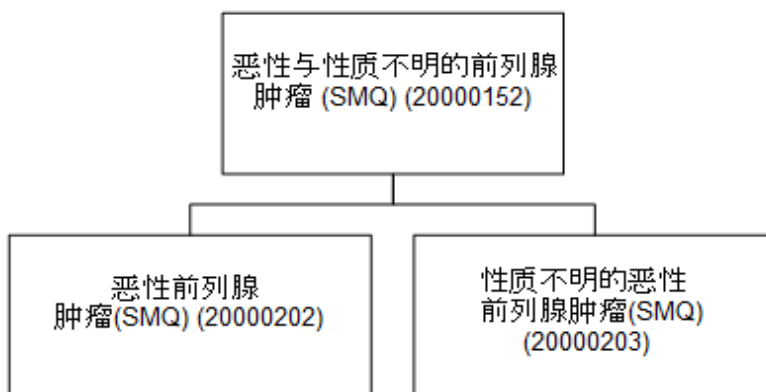 恶性与性质不明的前列腺
肿瘤 (SMQ) (20000152)
恶性前列腺
肿瘤(SMQ) (20000202)
性质不明的恶性
前列腺肿瘤(SMQ)
(20000203)